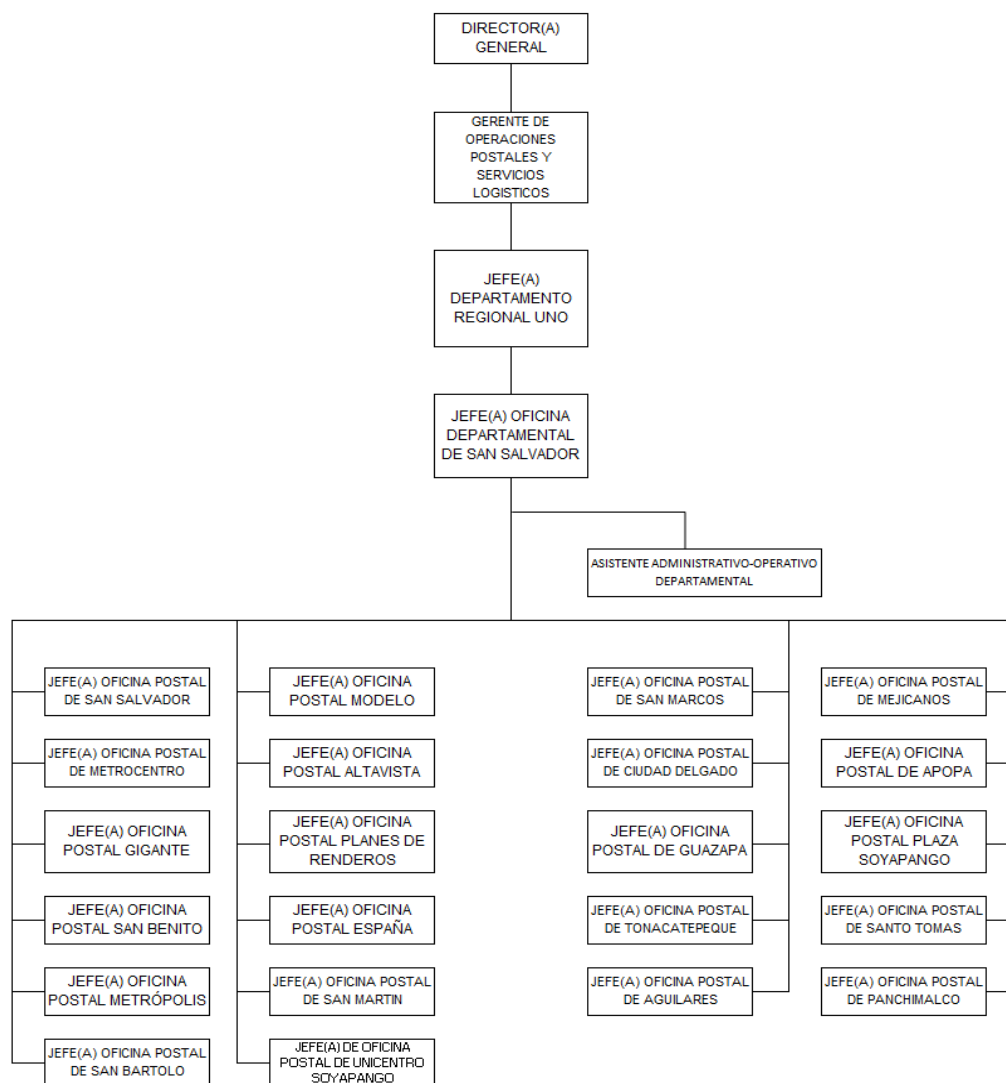 DIRECTOR(A)
GENERAL
GERENTE DE
OPERACIONES
POSTALES Y
SERVICIOS
LOGISTICOS
JEFE(A)
DEPARTAMENTO
REGIONAL UNO
JEFE(A) OFICINA
DEPARTAMENTAL
DE SAN SALVADOR
ASISTENTE ADMINISTRATIVO-OPERATIVO
DEPARTAMENTAL
JEFE(A) OFICINA POSTAL
DE SAN SALVADOR
JEFE(A) OFICINA POSTAL
DE METROCENTRO
JEFE(A) OFICINA
POSTAL GIGANTE
JEFE(A) OFICINA
POSTAL SAN BENITO
JEFE(A) OFICINA
POSTAL METRÓPOLIS
JEFE(A) OFICINA POSTAL
DE SAN BARTOLO
JEFE(A) OFICINA
POSTAL MODELO
JEFE(A) OFICINA
POSTAL ALTAVISTA
JEFE(A) OFICINA
POSTAL PLANES DE
RENDEROS
JEFE(A) OFICINA
POSTAL ESPAÑA
JEFE(A) OFICINA POSTAL
DE SAN MARTIN
JEFE(A) DE OFICINA
POSTAL DE UNICENTRO
SOYAPANGO
JEFE(A) OFICINA POSTAL
DE SAN MARCOS
JEFE(A) OFICINA POSTAL
DE CIUDAD DELGADO
JEFE(A) OFICINA
POSTAL DE GUAZAPA
JEFE(A) OFICINA POSTAL
DE TONACATEPEQUE
JEFE(A) OFICINA POSTAL
DE AGUILARES
JEFE(A) OFICINA POSTAL
DE MEJICANOS
JEFE(A) OFICINA
POSTAL DE APOPA
JEFE(A) OFICINA
POSTAL PLAZA
SOYAPANGO
JEFE(A) OFICINA POSTAL
DE SANTO TOMAS
JEFE(A) OFICINA POSTAL
DE PANCHIMALCO